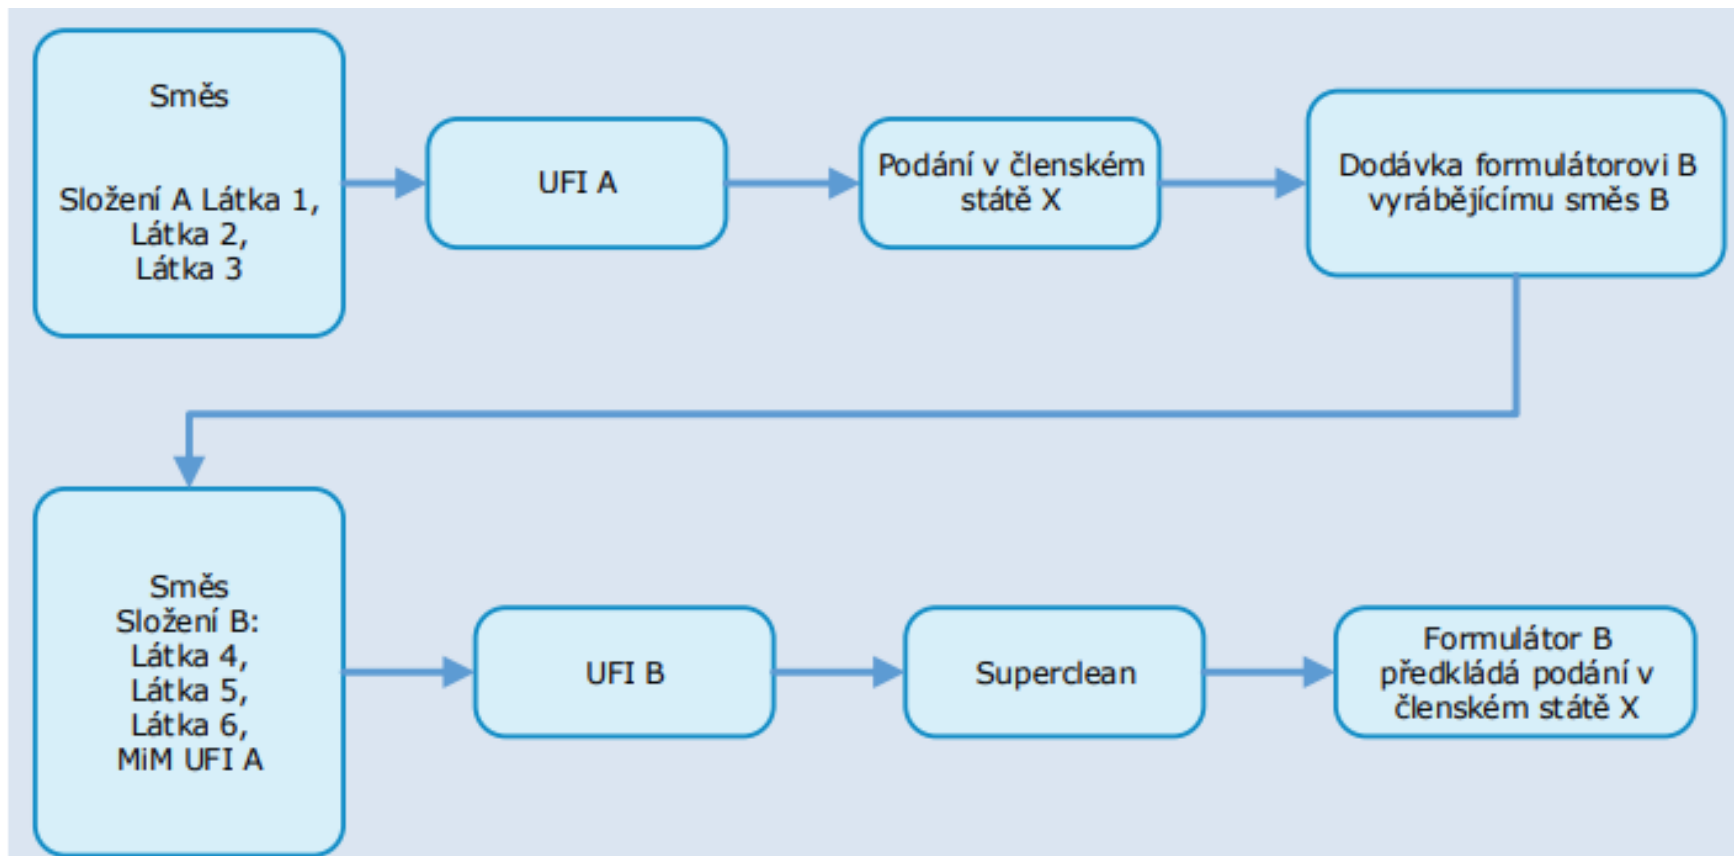 Směs
Složení A Látka 1,
Látka 2,
Látka 3
UFI A
Podání v členském
státě X
Dodávka formulátorovi B
vyrábějícímu směs B
Směs
Složení B:
Látka 4,
Látka 5,
Látka 6,
MiM UFI A
UFI B
Superclean
Formulátor B
předkládá podání v
členském státě X